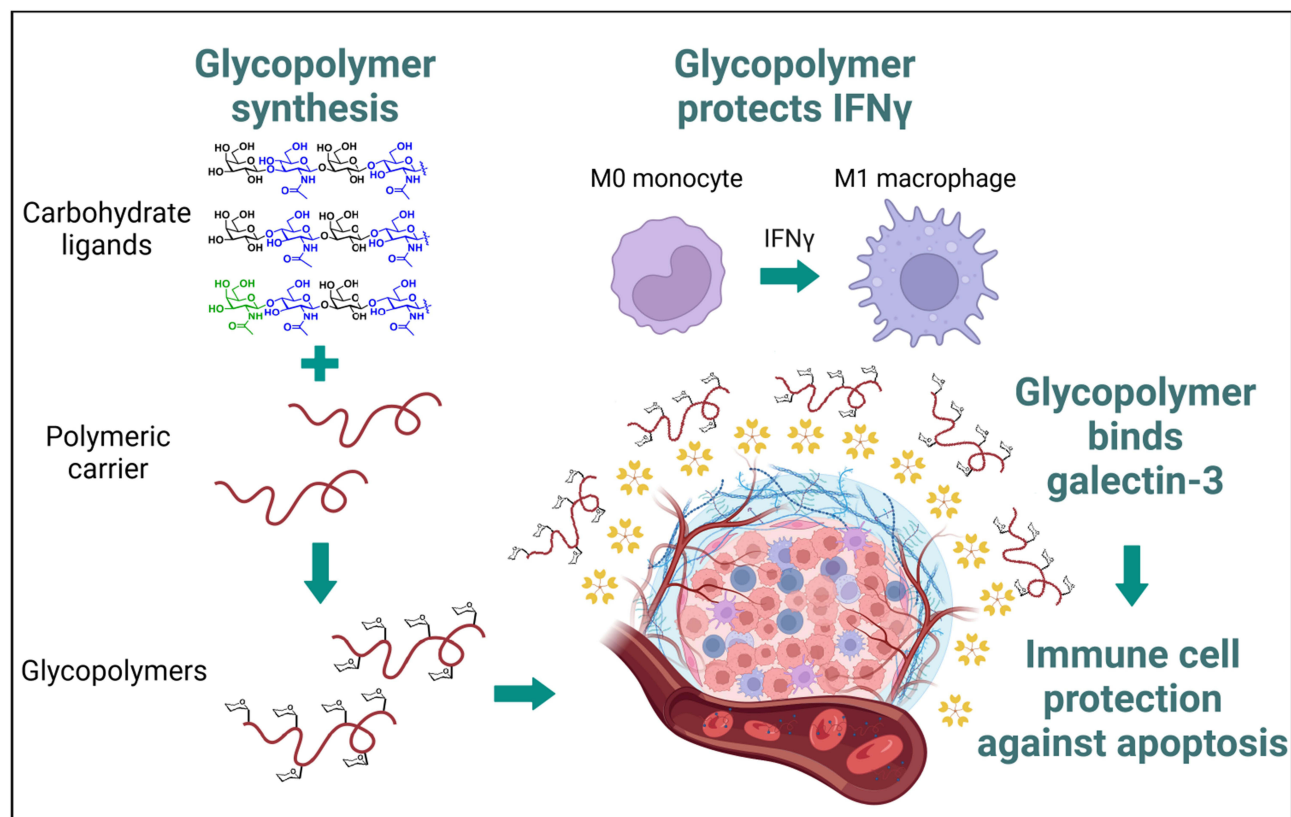 Glycopolymer
synthesis
Carbohydrate
ligands
Polymeric
carrier
Glycopolymers
Glycopolymer
protects IFNγ
M0 monocyte
M1 macrophage
IFNγ
Glycopolymer
binds
galectin-3
Immune cell
protection
against apoptosis